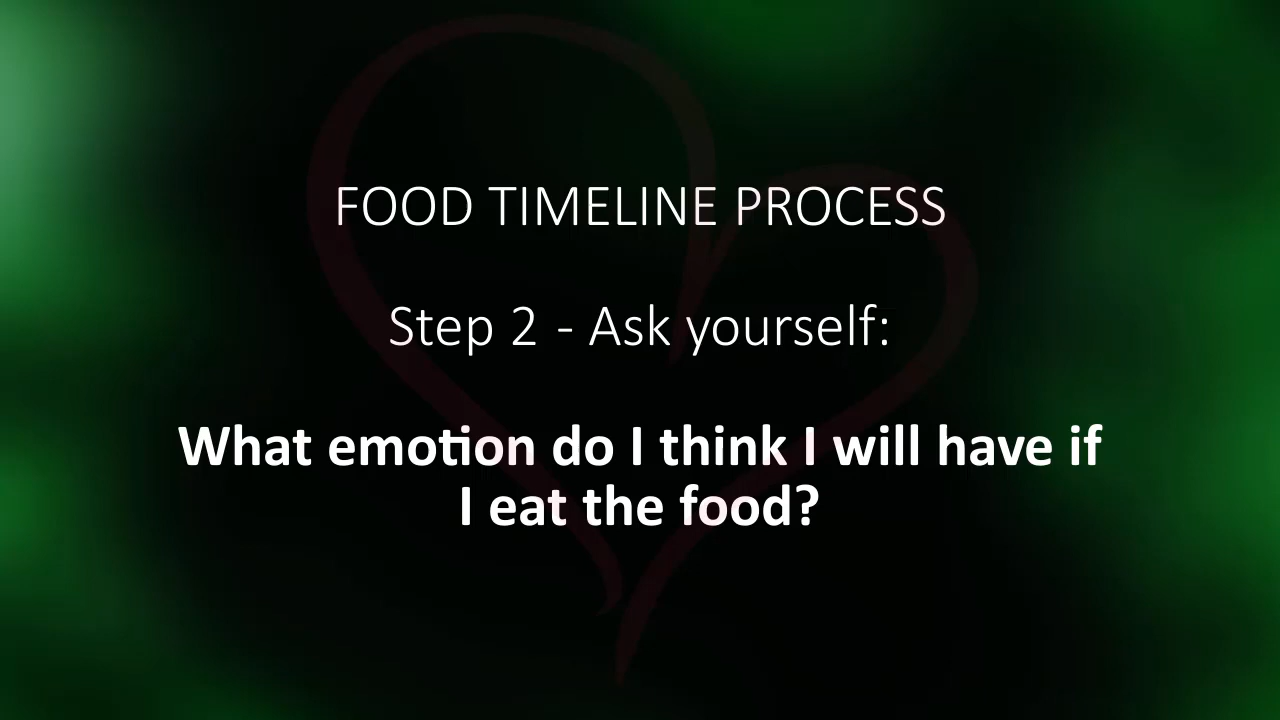 FOOD TIMELINE PROCESS
Step 2 - Ask yourself:
What emotion do I think I will have if
I eat the food?